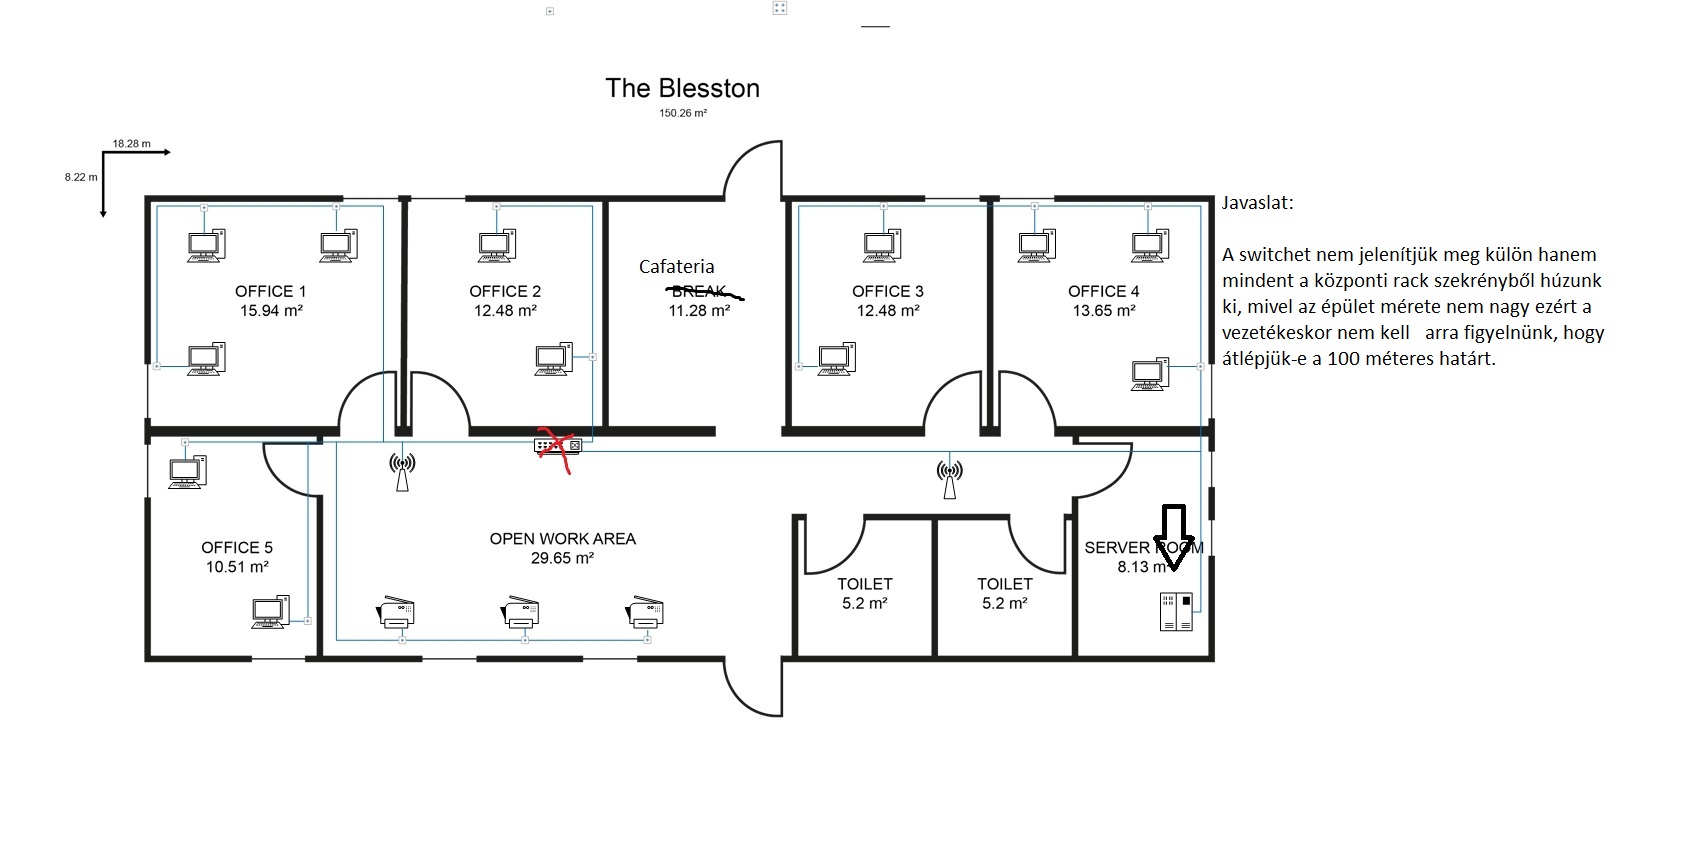 The Blesston
150.26 m²
18.28 m
8.22 m
OFFICE 1
15.94 m²
OFFICE 2
12.48 m²
Cafateria
BREAK
11.28 m²
OFFICE 3
12.48 m²
OFFICE 4
13.65 m²
Javaslat:
A switchet nem jelenítjük meg külön hanem
mindent a központi rack szekrényből húzunk
ki, mivel az épület mérete nem nagy ezért a
vezetékeskor nem kell arra figyelnünk, hogy
átlépjük-e a 100 méteres határt.
OFFICE 5
10.51 m²
OPEN WORK AREA
29.65 m²
TOILET
5.2 m²
TOILET
5.2 m²
SERVER ROOM
8.13 m²